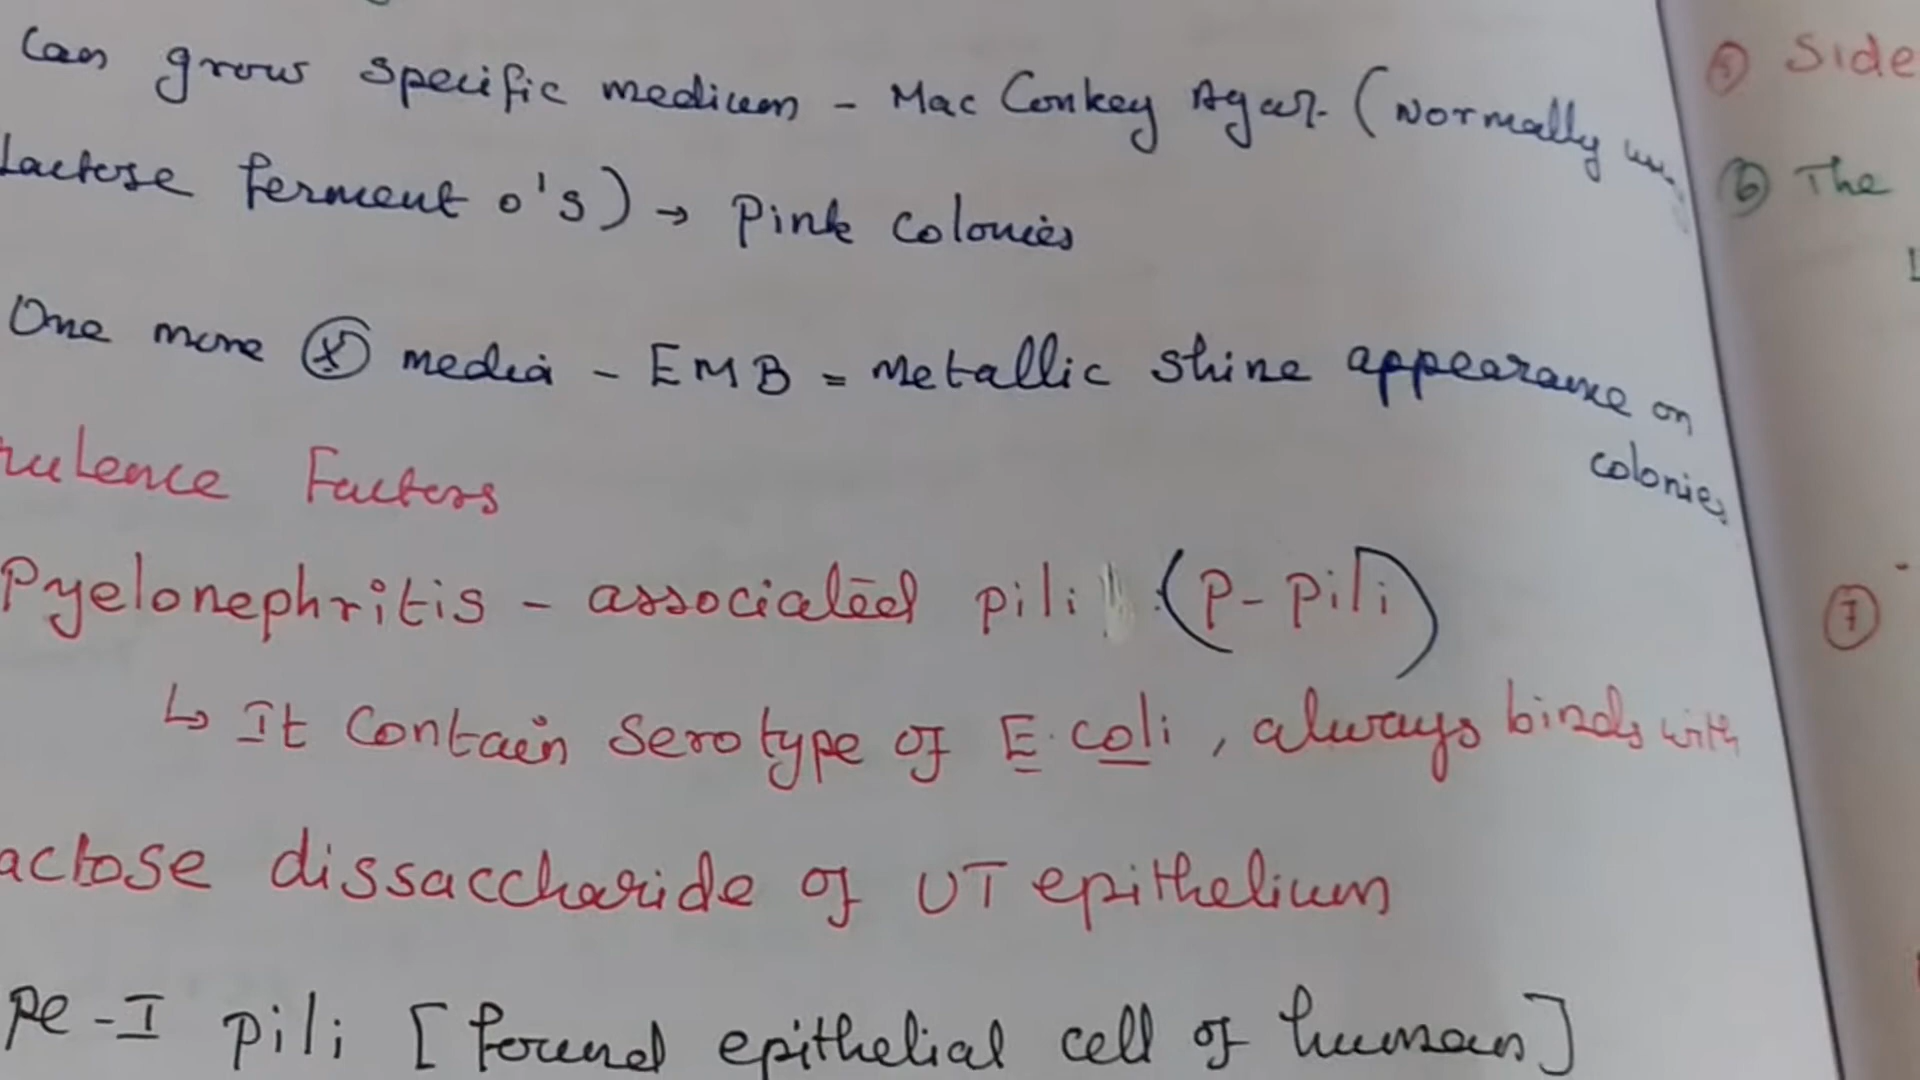 Can grow specific medium - Mac Conkey Agar. (Normally
Lactose ferment o's) → Pink colonies
One more media - EMB = metallic shine appearance on
colonies
rulence Factors
Pyelonephritis - associated pili (P-pili)
↳ It contain serotype of E. coli, always binds with
actose dissaccharide of UT epithelium
pe-I pili [found epithelial cell of human]
⑤ Side
⑥ The
⑦